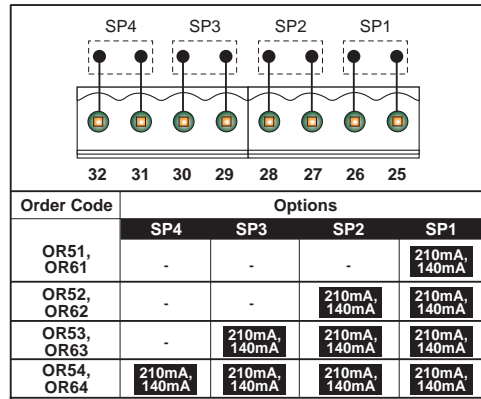 SP4 SP3 SP2 SP1
32 31 30 29 28 27 26 25
Order Code Options
SP4 SP3 SP2 SP1
OR51,
OR61 - - - 210mA,
140mA
OR52,
OR62 - - 210mA,
140mA 210mA,
140mA
OR53,
OR63 - 210mA,
140mA 210mA,
140mA 210mA,
140mA
OR54,
OR64 210mA,
140mA 210mA,
140mA 210mA,
140mA 210mA,
140mA